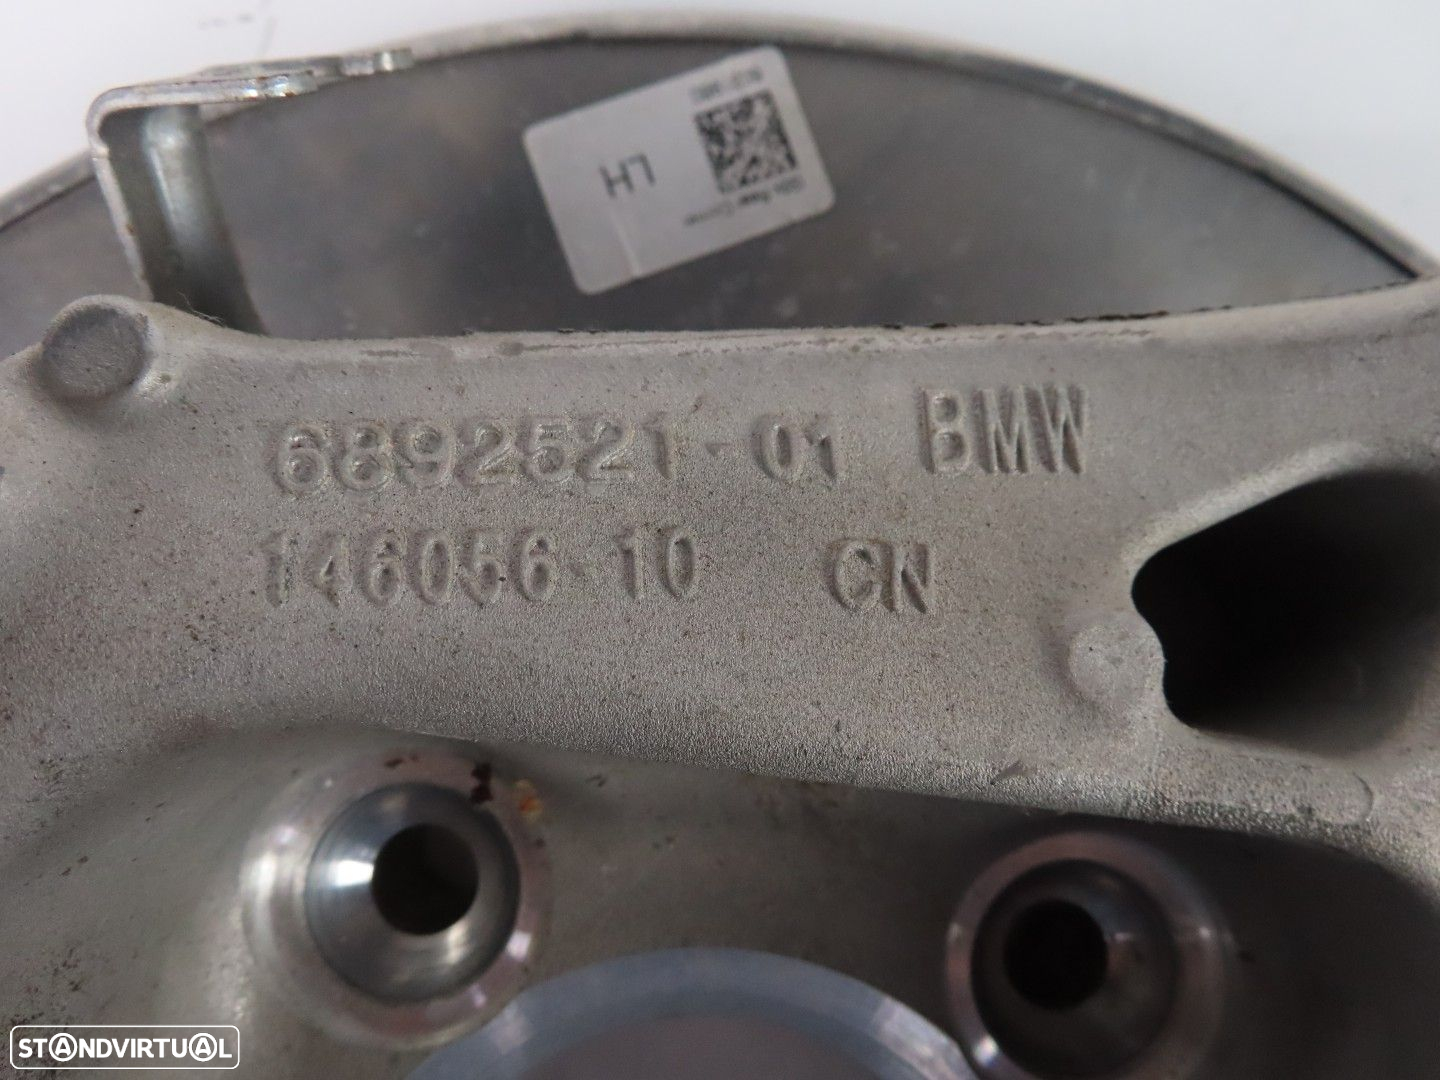 LH
6892521-01 BMW
146056.10 CN
STANDVIRTUAL